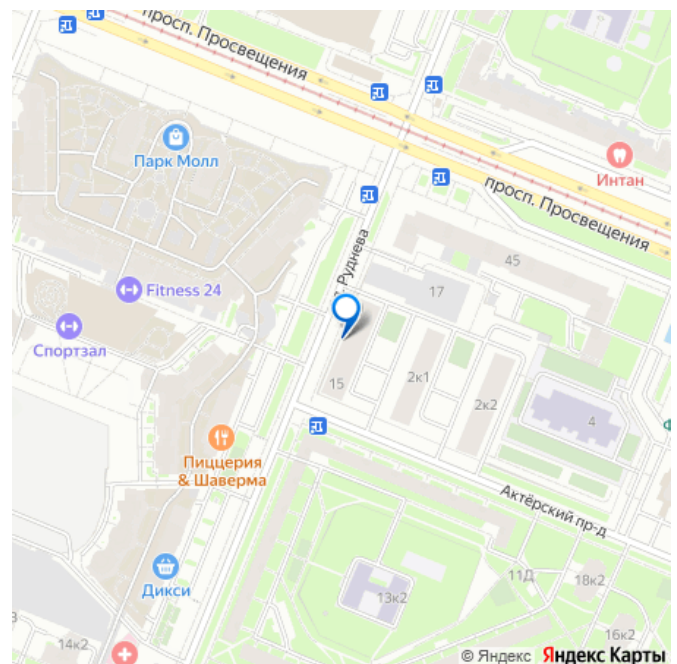 просп. Просвещения
Парк Молл
Интан
просп. Просвещения
Руднева
45
17
Fitness 24
Спортзал
15
2к1
2к2
4
Пиццерия
& Шаверма
Актёрский пр-д
Дикси
11Д
18к2
13к2
16к2
14к2
© Яндекс Яндекс Карты